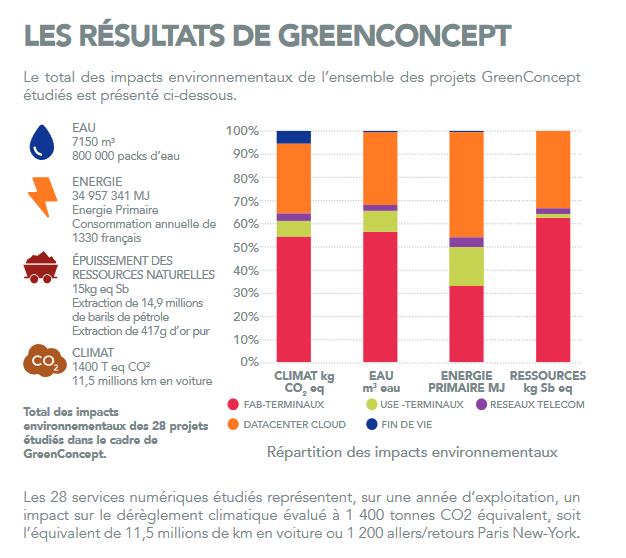 LES RÉSULTATS DE GREENCONCEPT
Le total des impacts environnementaux de l'ensemble des projets GreenConcept
étudiés est présenté ci-dessous.
EAU
7150 m³
800 000 packs d'eau
ENERGIE
34 957 341 MJ
Energie Primaire
Consommation annuelle de
1330 français
ÉPUISSEMENT DES
RESSOURCES NATURELLES
15kg eq Sb
Extraction de 14,9 millions
de barils de pétrole
Extraction de 417g d'or pur
CO₂
CLIMAT
1400 T eq CO²
11,5 millions km en voiture
Total des impacts
environnementaux des 28 projets
étudiés dans le cadre de
GreenConcept.
100%
90%
80%
70%
60%
50%
40%
30%
20%
10%
0%
CLIMAT kg
CO₂ eq
EAU
m³ eau
ENERGIE
PRIMAIRE MJ
RESSOURCES
kg Sb eq
FAB-TERMINAUX
USE -TERMINAUX
RESEAUX TELECOM
DATACENTER CLOUD
FIN DE VIE
Répartition des impacts environnementaux
Les 28 services numériques étudiés représentent, sur une année d'exploitation, un
impact sur le dérèglement climatique évalué à 1 400 tonnes CO2 équivalent, soit
l'équivalent de 11,5 millions de km en voiture ou 1 200 allers/retours Paris New-York.